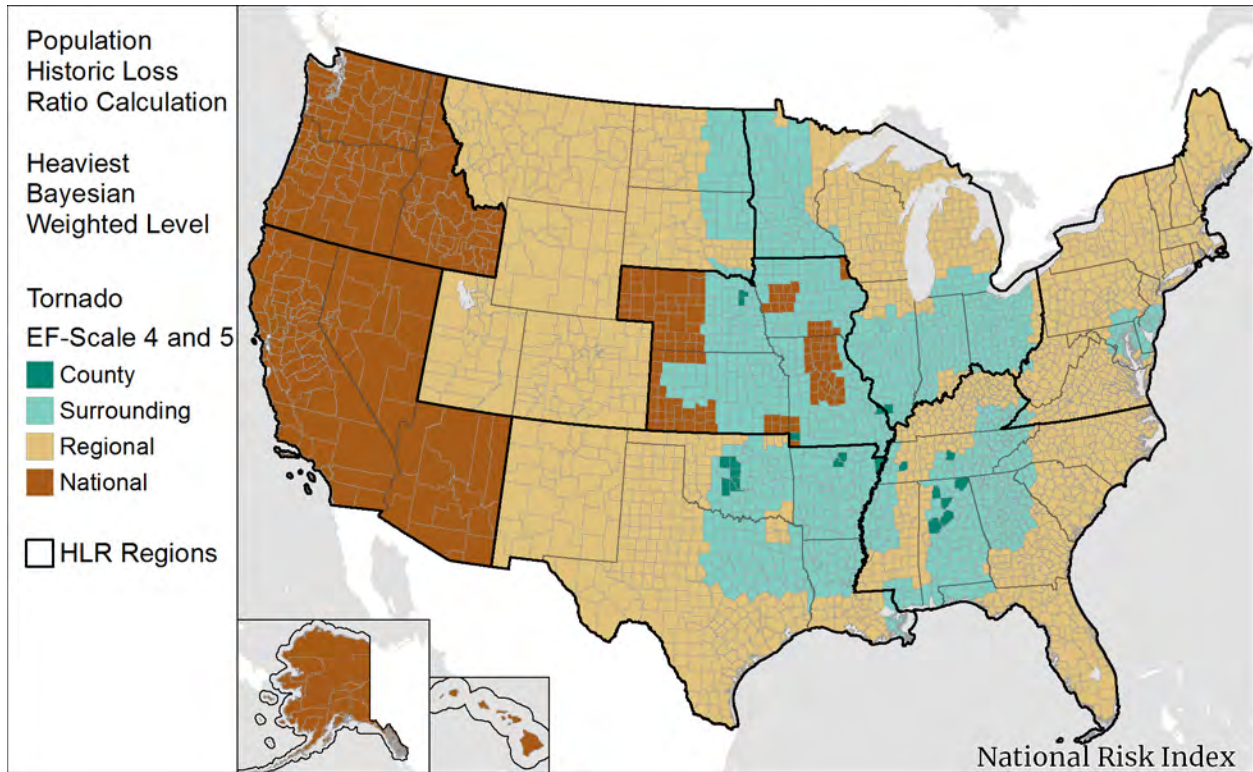 Population
Historic Loss
Ratio Calculation
Heaviest
Bayesian
Weighted Level
Tornado
EF-Scale 4 and 5
County
Surrounding
Regional
National
HLR Regions
National Risk Index